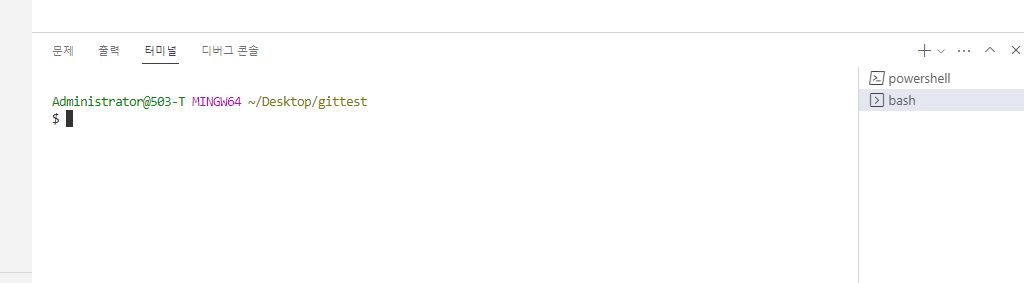 문제 출력 터미널 디버그 콘솔
powershell
bash
Administrator@503-T MINGW64 ~/Desktop/gittest
$